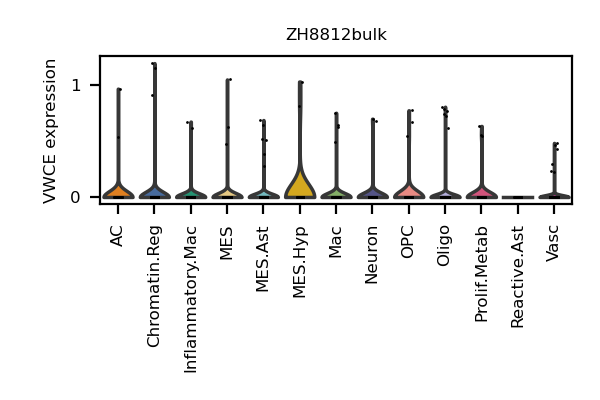 ZH8812bulk
VWCE expression
1
0
AC
Chromatin.Reg
Inflammatory.Mac
MES
MES.Ast
MES.Hyp
Mac
Neuron
OPC
Oligo
Prolif.Metab
Reactive.Ast
Vasc